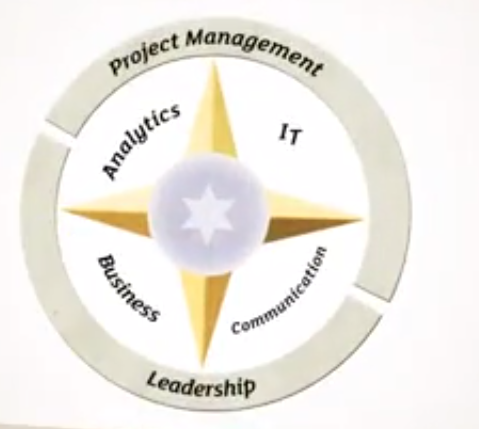 Project Management
Analytics
IT
Business
Communication
Leadership